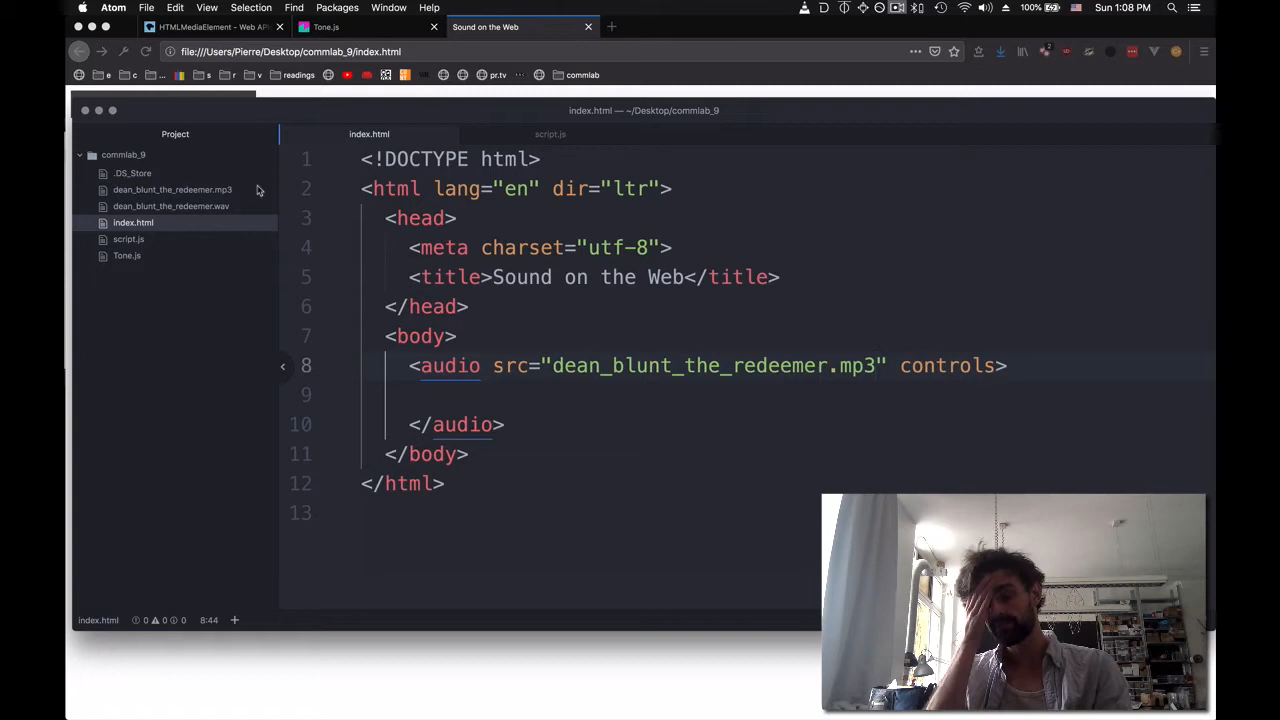 Atom File Edit View Selection Find Packages Window Help 100% Sun 1:08 PM
HTMLMediaElement - Web API Tone.js Sound on the Web
file:///Users/Pierre/Desktop/commlab_9/index.html
e c ... s r v readings pr.tv commlab
index.html — ~/Desktop/commlab_9
Project index.html script.js
commlab_9
.DS_Store
dean_blunt_the_redeemer.mp3
dean_blunt_the_redeemer.wav
index.html
script.js
Tone.js
1 <!DOCTYPE html>
2 <html lang="en" dir="ltr">
3 <head>
4 <meta charset="utf-8">
5 <title>Sound on the Web</title>
6 </head>
7 <body>
8 <audio src="dean_blunt_the_redeemer.mp3" controls>
9
10 </audio>
11 </body>
12 </html>
13
index.html 0 0 0 8:44